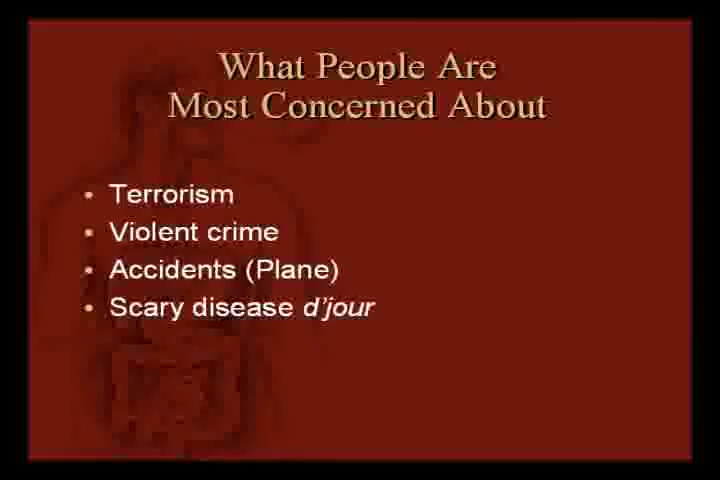 What People Are
Most Concerned About
• Terrorism
• Violent crime
• Accidents (Plane)
• Scary disease d’jour